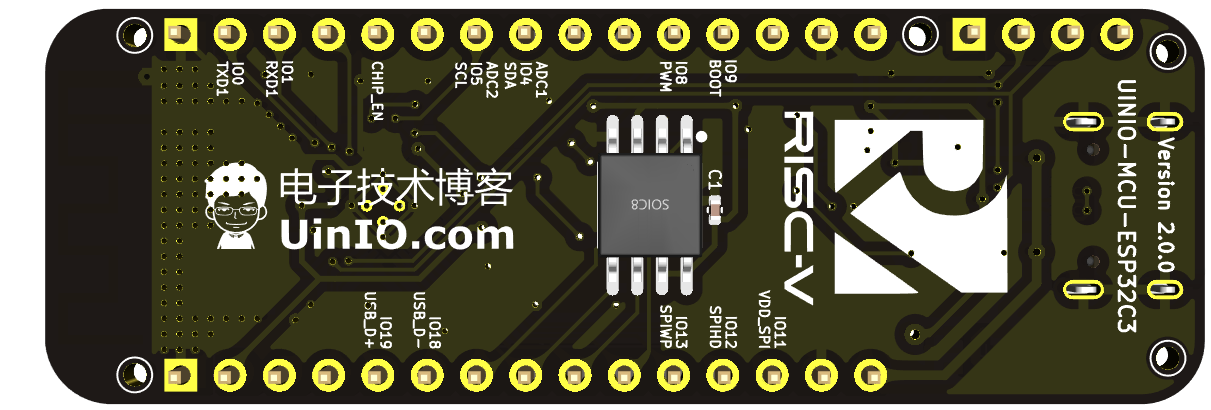 IO0
TXD1
IO1
RXD1
CHIP_EN
ADC2
IO5
SCL
ADC1
IO4
SDA
IO8
PWM
IO9
BOOT
电子技术博客
UinIO.com
SOIC8
C1
RISC-V
Version 2.0.0
UINIO-MCU-ESP32C3
IO19
USB_D+
IO18
USB_D-
IO13
SPIWP
IO12
SPIHD
IO11
VDD_SPI